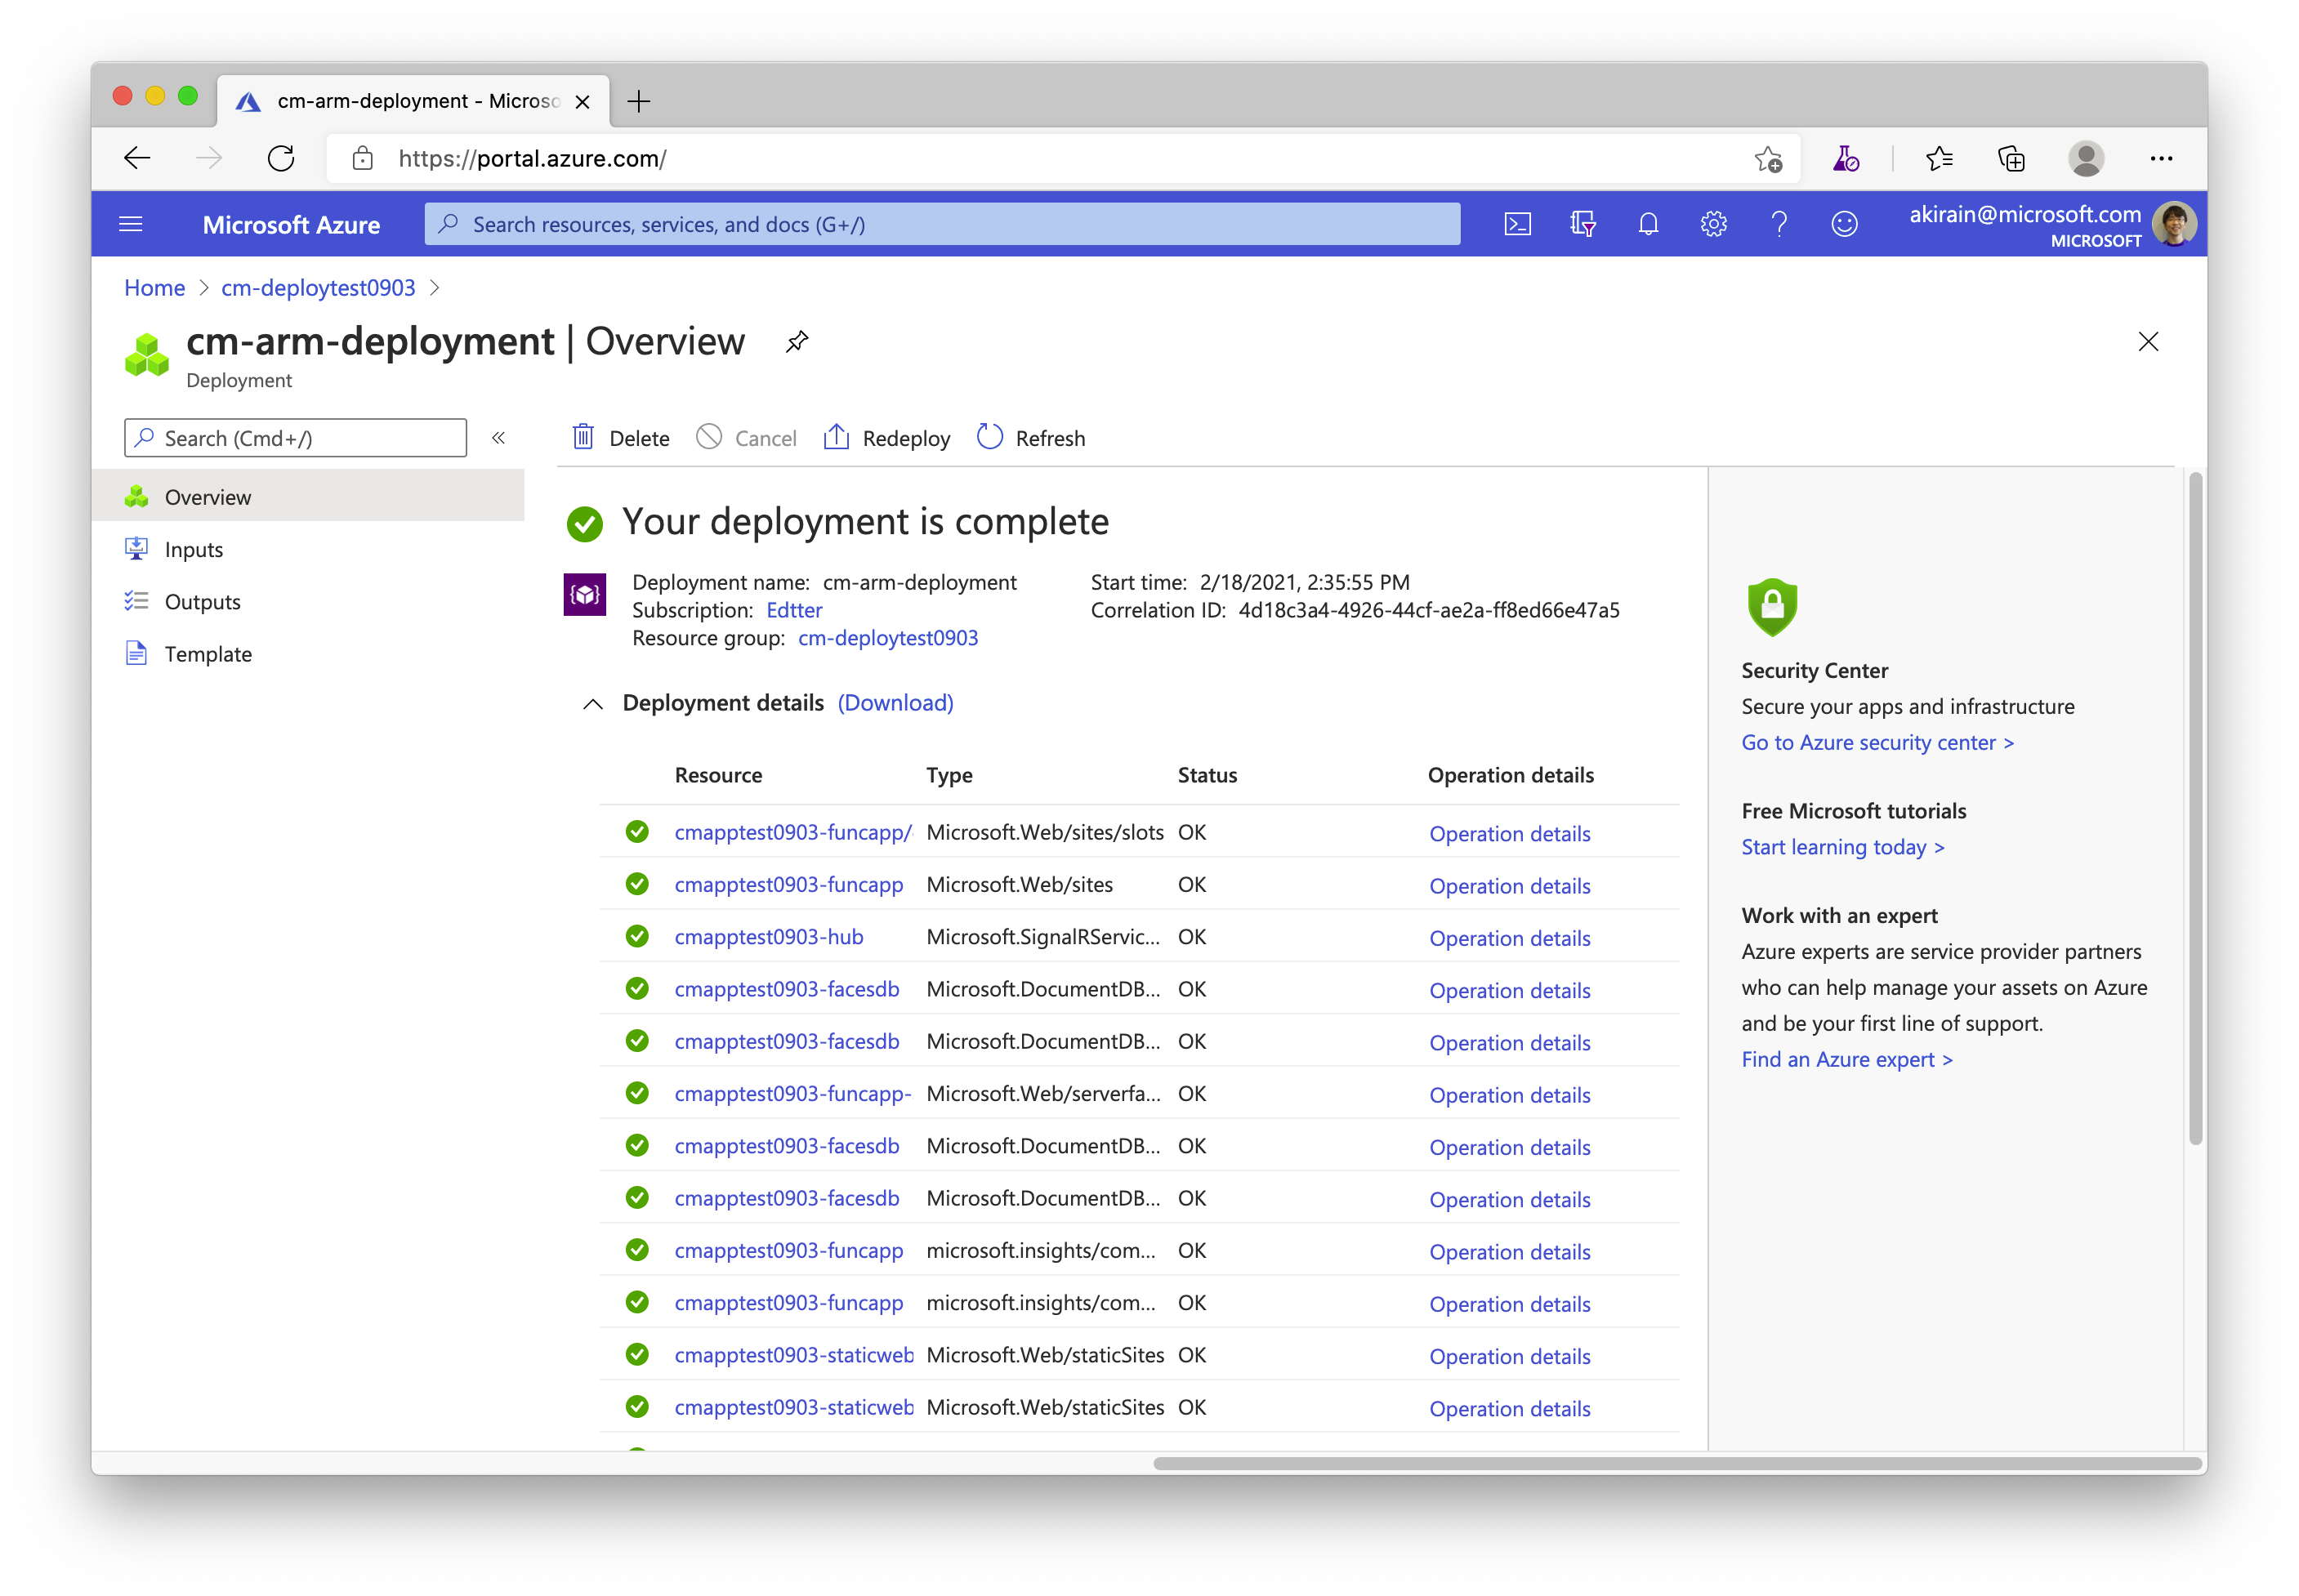 cm-arm-deployment - Microso
https://portal.azure.com/
Microsoft Azure
Search resources, services, and docs (G+/)
akirain@microsoft.com
MICROSOFT
Home > cm-deploytest0903 >
cm-arm-deployment | Overview
Deployment
Search (Cmd+/)
«
Delete
Cancel
Redeploy
Refresh
Overview
Inputs
Outputs
Template
Your deployment is complete
Deployment name: cm-arm-deployment
Subscription: Edtter
Resource group: cm-deploytest0903
Start time: 2/18/2021, 2:35:55 PM
Correlation ID: 4d18c3a4-4926-44cf-ae2a-ff8ed66e47a5
Deployment details (Download)
Resource Type Status Operation details
cmapptest0903-funcapp/ Microsoft.Web/sites/slots OK Operation details
cmapptest0903-funcapp Microsoft.Web/sites OK Operation details
cmapptest0903-hub Microsoft.SignalRServic... OK Operation details
cmapptest0903-facesdb Microsoft.DocumentDB... OK Operation details
cmapptest0903-facesdb Microsoft.DocumentDB... OK Operation details
cmapptest0903-funcapp- Microsoft.Web/serverfa... OK Operation details
cmapptest0903-facesdb Microsoft.DocumentDB... OK Operation details
cmapptest0903-facesdb Microsoft.DocumentDB... OK Operation details
cmapptest0903-funcapp microsoft.insights/com... OK Operation details
cmapptest0903-funcapp microsoft.insights/com... OK Operation details
cmapptest0903-staticweb Microsoft.Web/staticSites OK Operation details
cmapptest0903-staticweb Microsoft.Web/staticSites OK Operation details
Security Center
Secure your apps and infrastructure
Go to Azure security center >
Free Microsoft tutorials
Start learning today >
Work with an expert
Azure experts are service provider partners
who can help manage your assets on Azure
and be your first line of support.
Find an Azure expert >